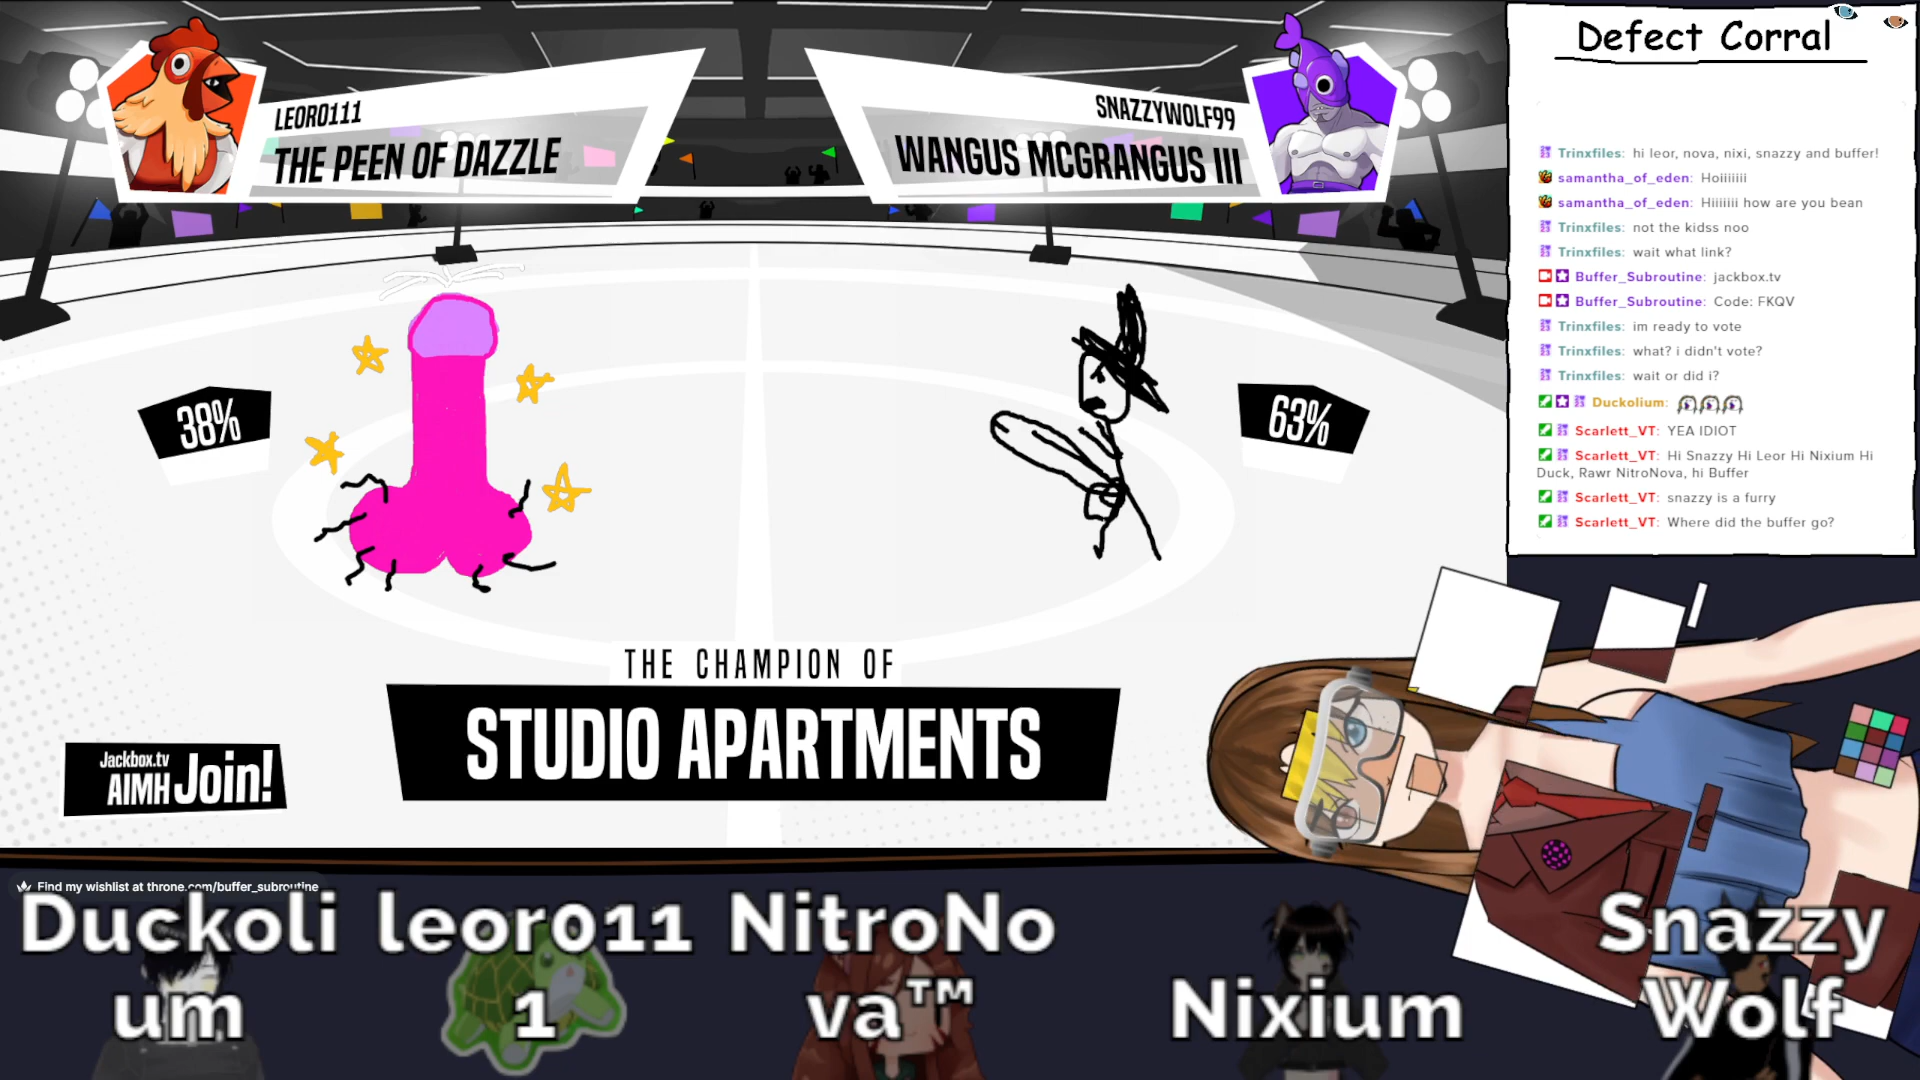 LEORO111
THE PEEN OF DAZZLE
SNAZZYWOLF99
WANGUS MCGRANGUS III
38%
63%
THE CHAMPION OF
STUDIO APARTMENTS
Jackbox.tv
AIMH Join!
Defect Corral
Trinxfiles: hi leor, nova, nixi, snazzy and buffer!
samantha_of_eden: Hoiiiiiii
samantha_of_eden: Hiiiiiii how are you bean
Trinxfiles: not the kidss noo
Trinxfiles: wait what link?
Buffer_Subroutine: jackbox.tv
Buffer_Subroutine: Code: FKQV
Trinxfiles: im ready to vote
Trinxfiles: what? i didn't vote?
Trinxfiles: wait or did i?
Duckolium:
Scarlett_VT: YEA IDIOT
Scarlett_VT: Hi Snazzy Hi Leor Hi Nixium Hi
Duck, Rawr NitroNova, hi Buffer
Scarlett_VT: snazzy is a furry
Scarlett_VT: Where did the buffer go?
Find my wishlist at throne.com/buffer_subroutine
Duckoli
um
leor011
1
NitroNo
va™
Nixium
Snazzy
Wolf